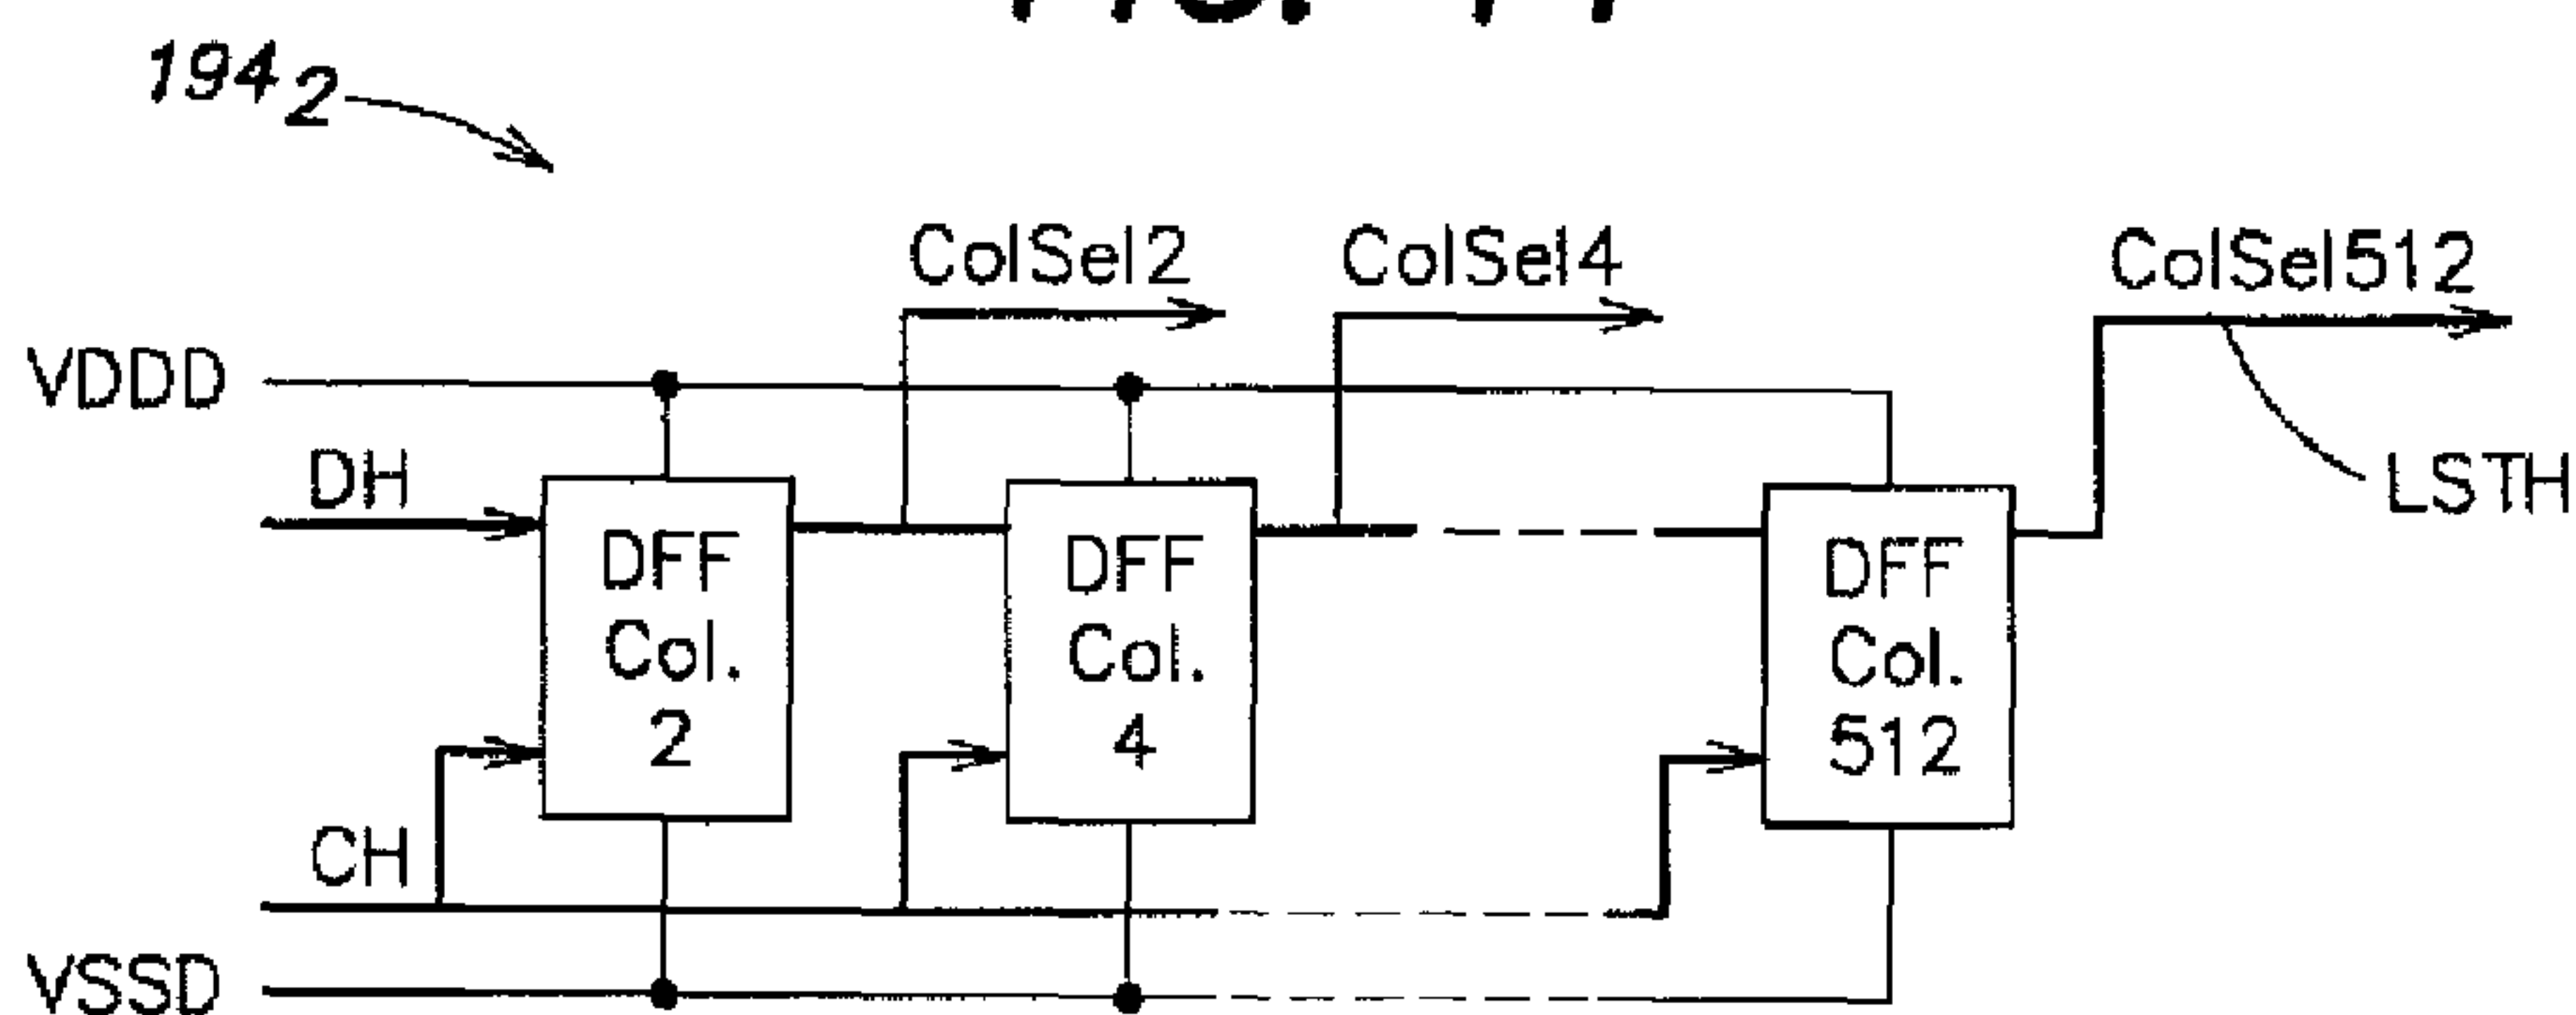 194 2
ColSel2
ColSel4
ColSel512
VDDD
DH
LSTH
DFF
Col.
2
DFF
Col.
4
DFF
Col.
512
CH
VSSD